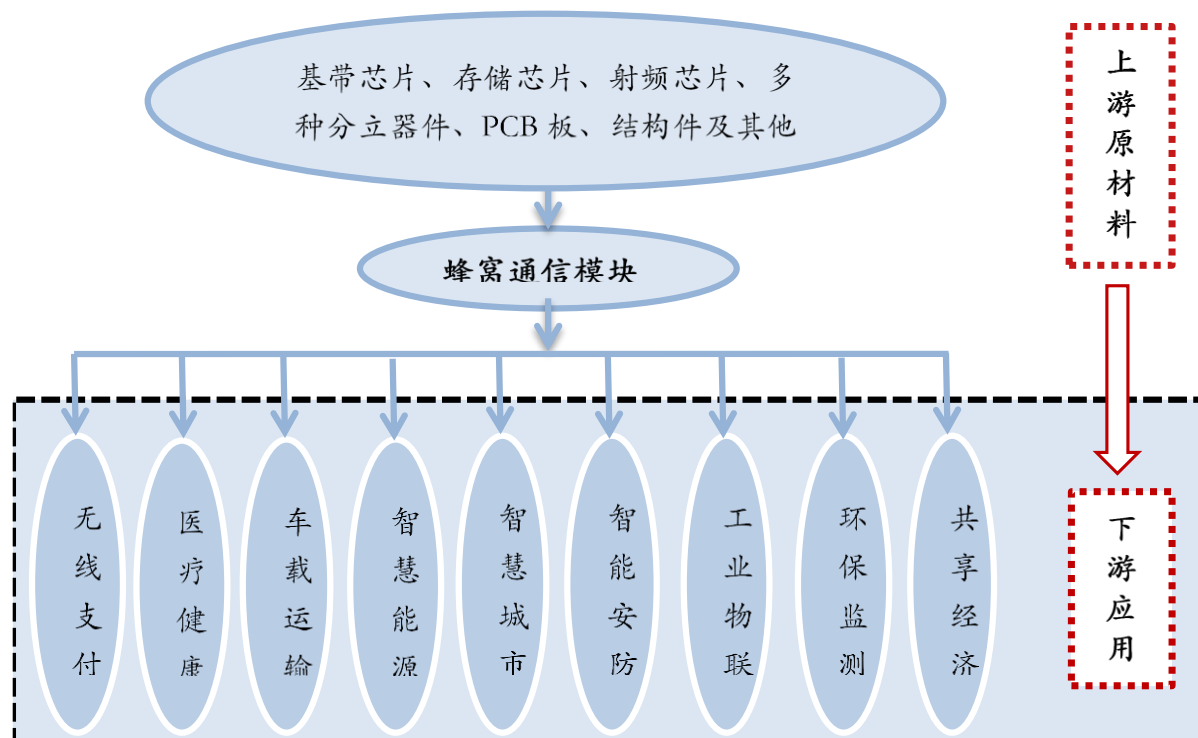 基带芯片、存储芯片、射频芯片、多
种分立器件、PCB 板、结构件及其他
上游原材料
蜂窝通信模块
无线支付
医疗健康
车载运输
智慧能源
智慧城市
智能安防
工业物联
环保监测
共享经济
下游应用